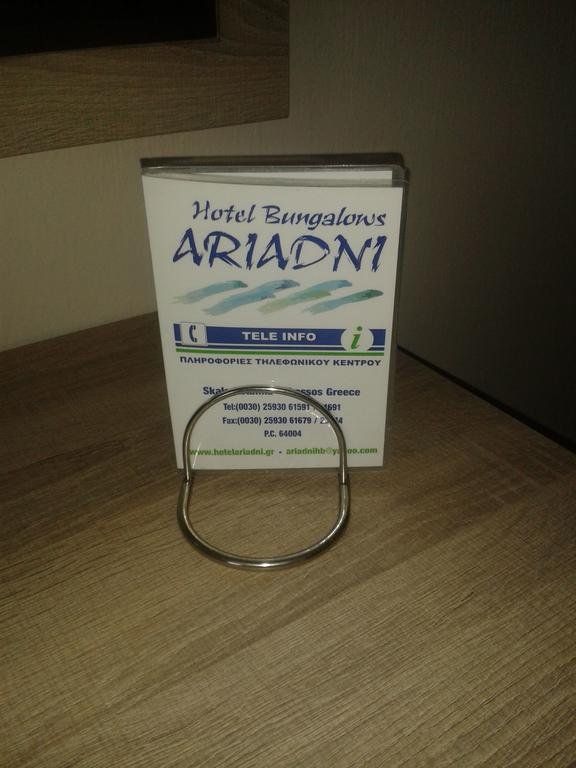 Hotel Bungalows
ARIADNI
TELE INFO i
ΠΛΗΡΟΦΟΡΙΕΣ ΤΗΛΕΦΩΝΙΚΟΥ ΚΕΝΤΡΟΥ
Greece
Tel:(0030) 25930 61591
Fax:(0030) 25930 61679 /
P.C. 64004
www.hotelariadni.gr •